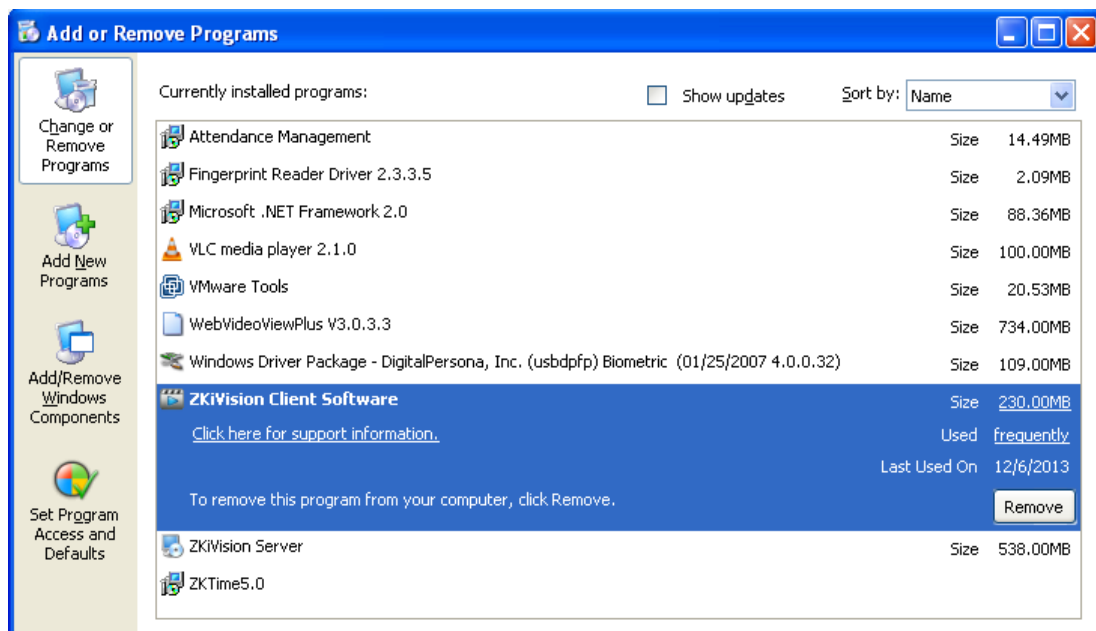 Add or Remove Programs
Change or
Remove
Programs
Add New
Programs
Add/Remove
Windows
Components
Set Program
Access and
Defaults
Currently installed programs:
Show updates
Sort by:
Name
Attendance Management Size 14.49MB
Fingerprint Reader Driver 2.3.3.5 Size 2.09MB
Microsoft .NET Framework 2.0 Size 88.36MB
VLC media player 2.1.0 Size 100.00MB
VMware Tools Size 20.53MB
WebVideoViewPlus V3.0.3.3 Size 734.00MB
Windows Driver Package - DigitalPersona, Inc. (usbdpfp) Biometric (01/25/2007 4.0.0.32) Size 109.00MB
ZKiVision Client Software Size 230.00MB
Click here for support information. Used frequently
Last Used On 12/6/2013
To remove this program from your computer, click Remove. Remove
ZKiVision Server Size 538.00MB
ZKTime5.0